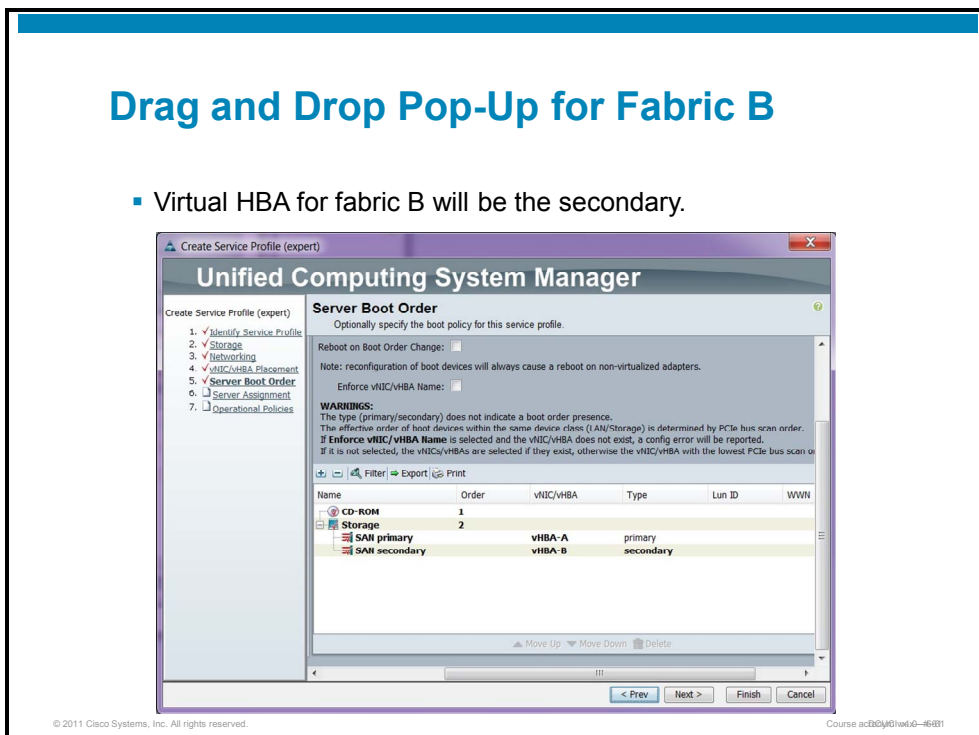 Drag and Drop Pop-Up for Fabric B
▪ Virtual HBA for fabric B will be the secondary.
Create Service Profile (expert)
X
Unified Computing System Manager
Create Service Profile (expert)
1. √ Identify Service Profile
2. √ Storage
3. √ Networking
4. √ vNIC/vHBA Placement
5. √ Server Boot Order
6. Server Assignment
7. Operational Policies
Server Boot Order
Optionally specify the boot policy for this service profile.
Reboot on Boot Order Change:
Note: reconfiguration of boot devices will always cause a reboot on non-virtualized adapters.
Enforce vNIC/vHBA Name:
WARNINGS:
The type (primary/secondary) does not indicate a boot order presence.
The effective order of boot devices within the same device class (LAN/Storage) is determined by PCIe bus scan order.
If Enforce vNIC/vHBA Name is selected and the vNIC/vHBA does not exist, a config error will be reported.
If it is not selected, the vNICs/vHBAs are selected if they exist, otherwise the vNIC/vHBA with the lowest PCIe bus scan
Filter Export Print
Name Order vNIC/vHBA Type Lun ID WWN
CD-ROM 1
Storage 2
SAN primary vHBA-A primary
SAN secondary vHBA-B secondary
Move Up Move Down Delete
< Prev Next > Finish Cancel
© 2011 Cisco Systems, Inc. All rights reserved.
Course